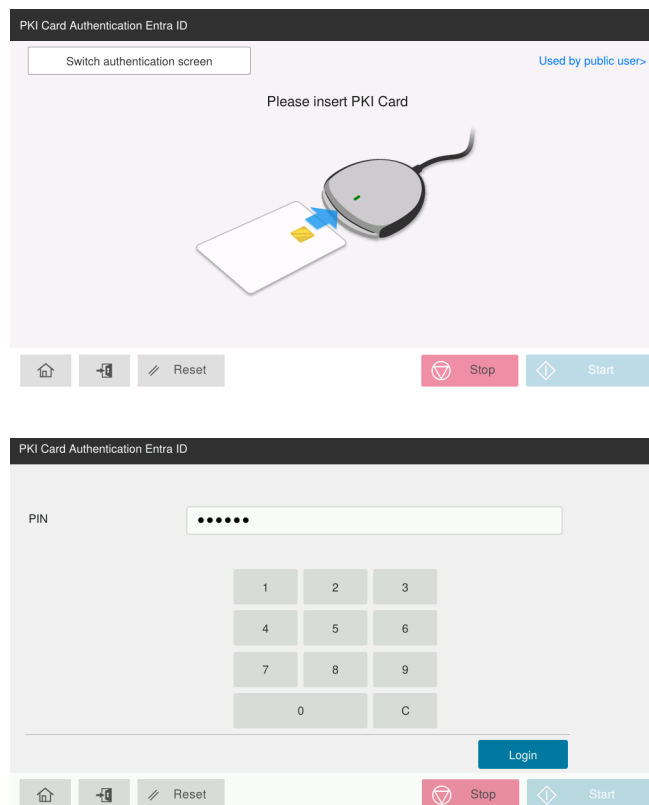 PKI Card Authentication Entra ID
Switch authentication screen
Used by public user>
Please insert PKI Card
Reset
Stop
Start
PKI Card Authentication Entra ID
PIN
●●●●●●
1 2 3
4 5 6
7 8 9
0 C
Login
Reset
Stop
Start